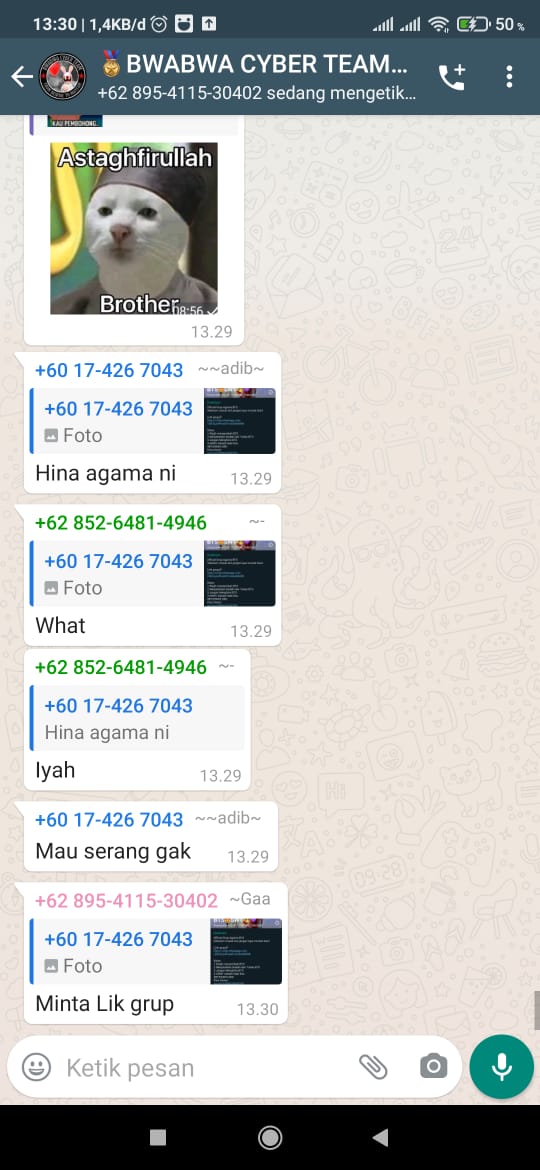 13:30 | 1,4KB/d
50 %
🏅 BWABWA CYBER TEAM...
+62 895-4115-30402 sedang mengetik...
KAU PEMBOHONG.
Astaghfirullah
Brother
08:56
13.29
+60 17-426 7043 ~~adib~
+60 17-426 7043
Foto
Hina agama ni 13.29
+62 852-6481-4946 ~-
+60 17-426 7043
Foto
What 13.29
+62 852-6481-4946 ~-
+60 17-426 7043
Hina agama ni
Iyah 13.29
+60 17-426 7043 ~~adib~
Mau serang gak 13.29
+62 895-4115-30402 ~Gaa
+60 17-426 7043
Foto
Minta Lik grup 13.30
Ketik pesan